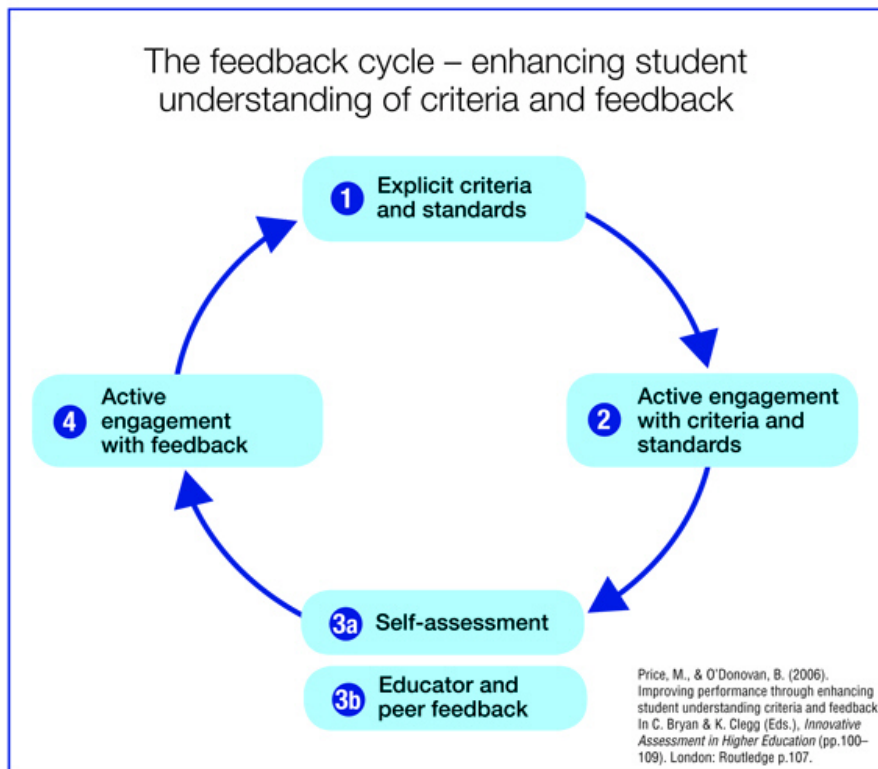 The feedback cycle – enhancing student
understanding of criteria and feedback
1 Explicit criteria
and standards
2 Active engagement
with criteria and
standards
3a Self-assessment
3b Educator and
peer feedback
4 Active
engagement
with feedback
Price, M., & O'Donovan, B. (2006).
Improving performance through enhancing
student understanding criteria and feedback
In C. Bryan & K. Clegg (Eds.), Innovative
Assessment in Higher Education (pp.100–
109). London: Routledge p.107.